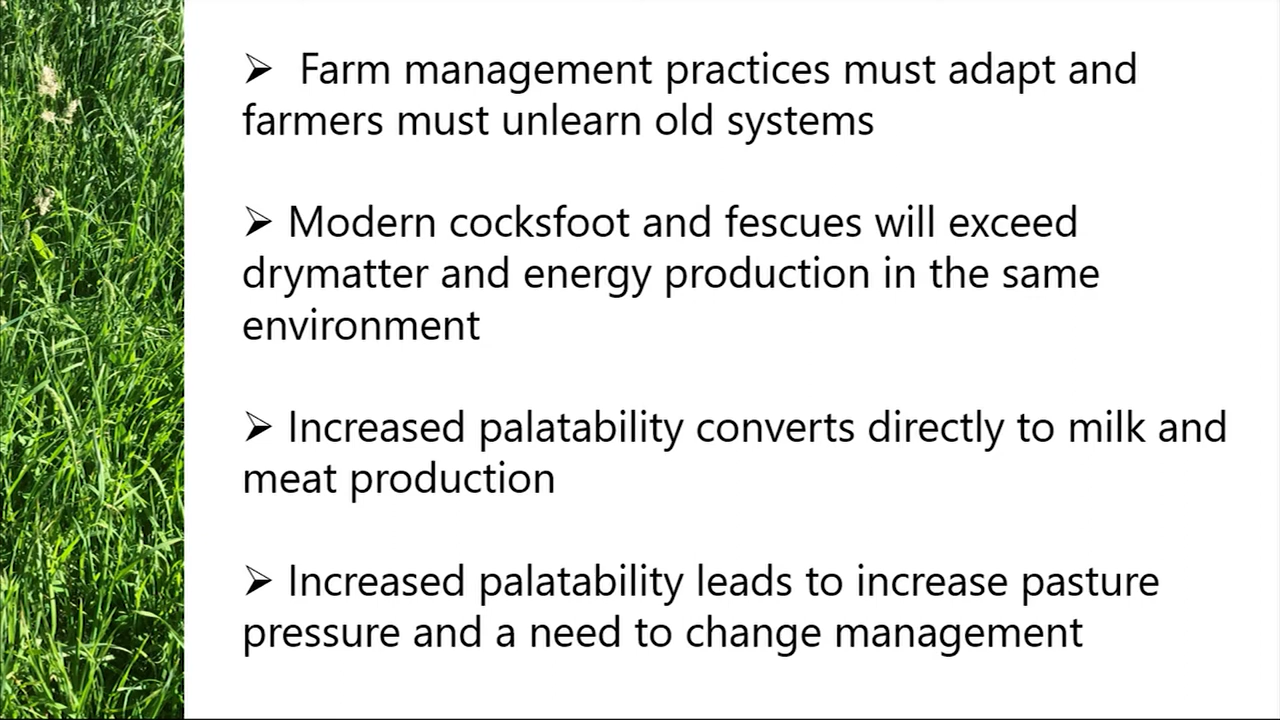 ➢ Farm management practices must adapt and
farmers must unlearn old systems
➢ Modern cocksfoot and fescues will exceed
drymatter and energy production in the same
environment
➢ Increased palatability converts directly to milk and
meat production
➢ Increased palatability leads to increase pasture
pressure and a need to change management